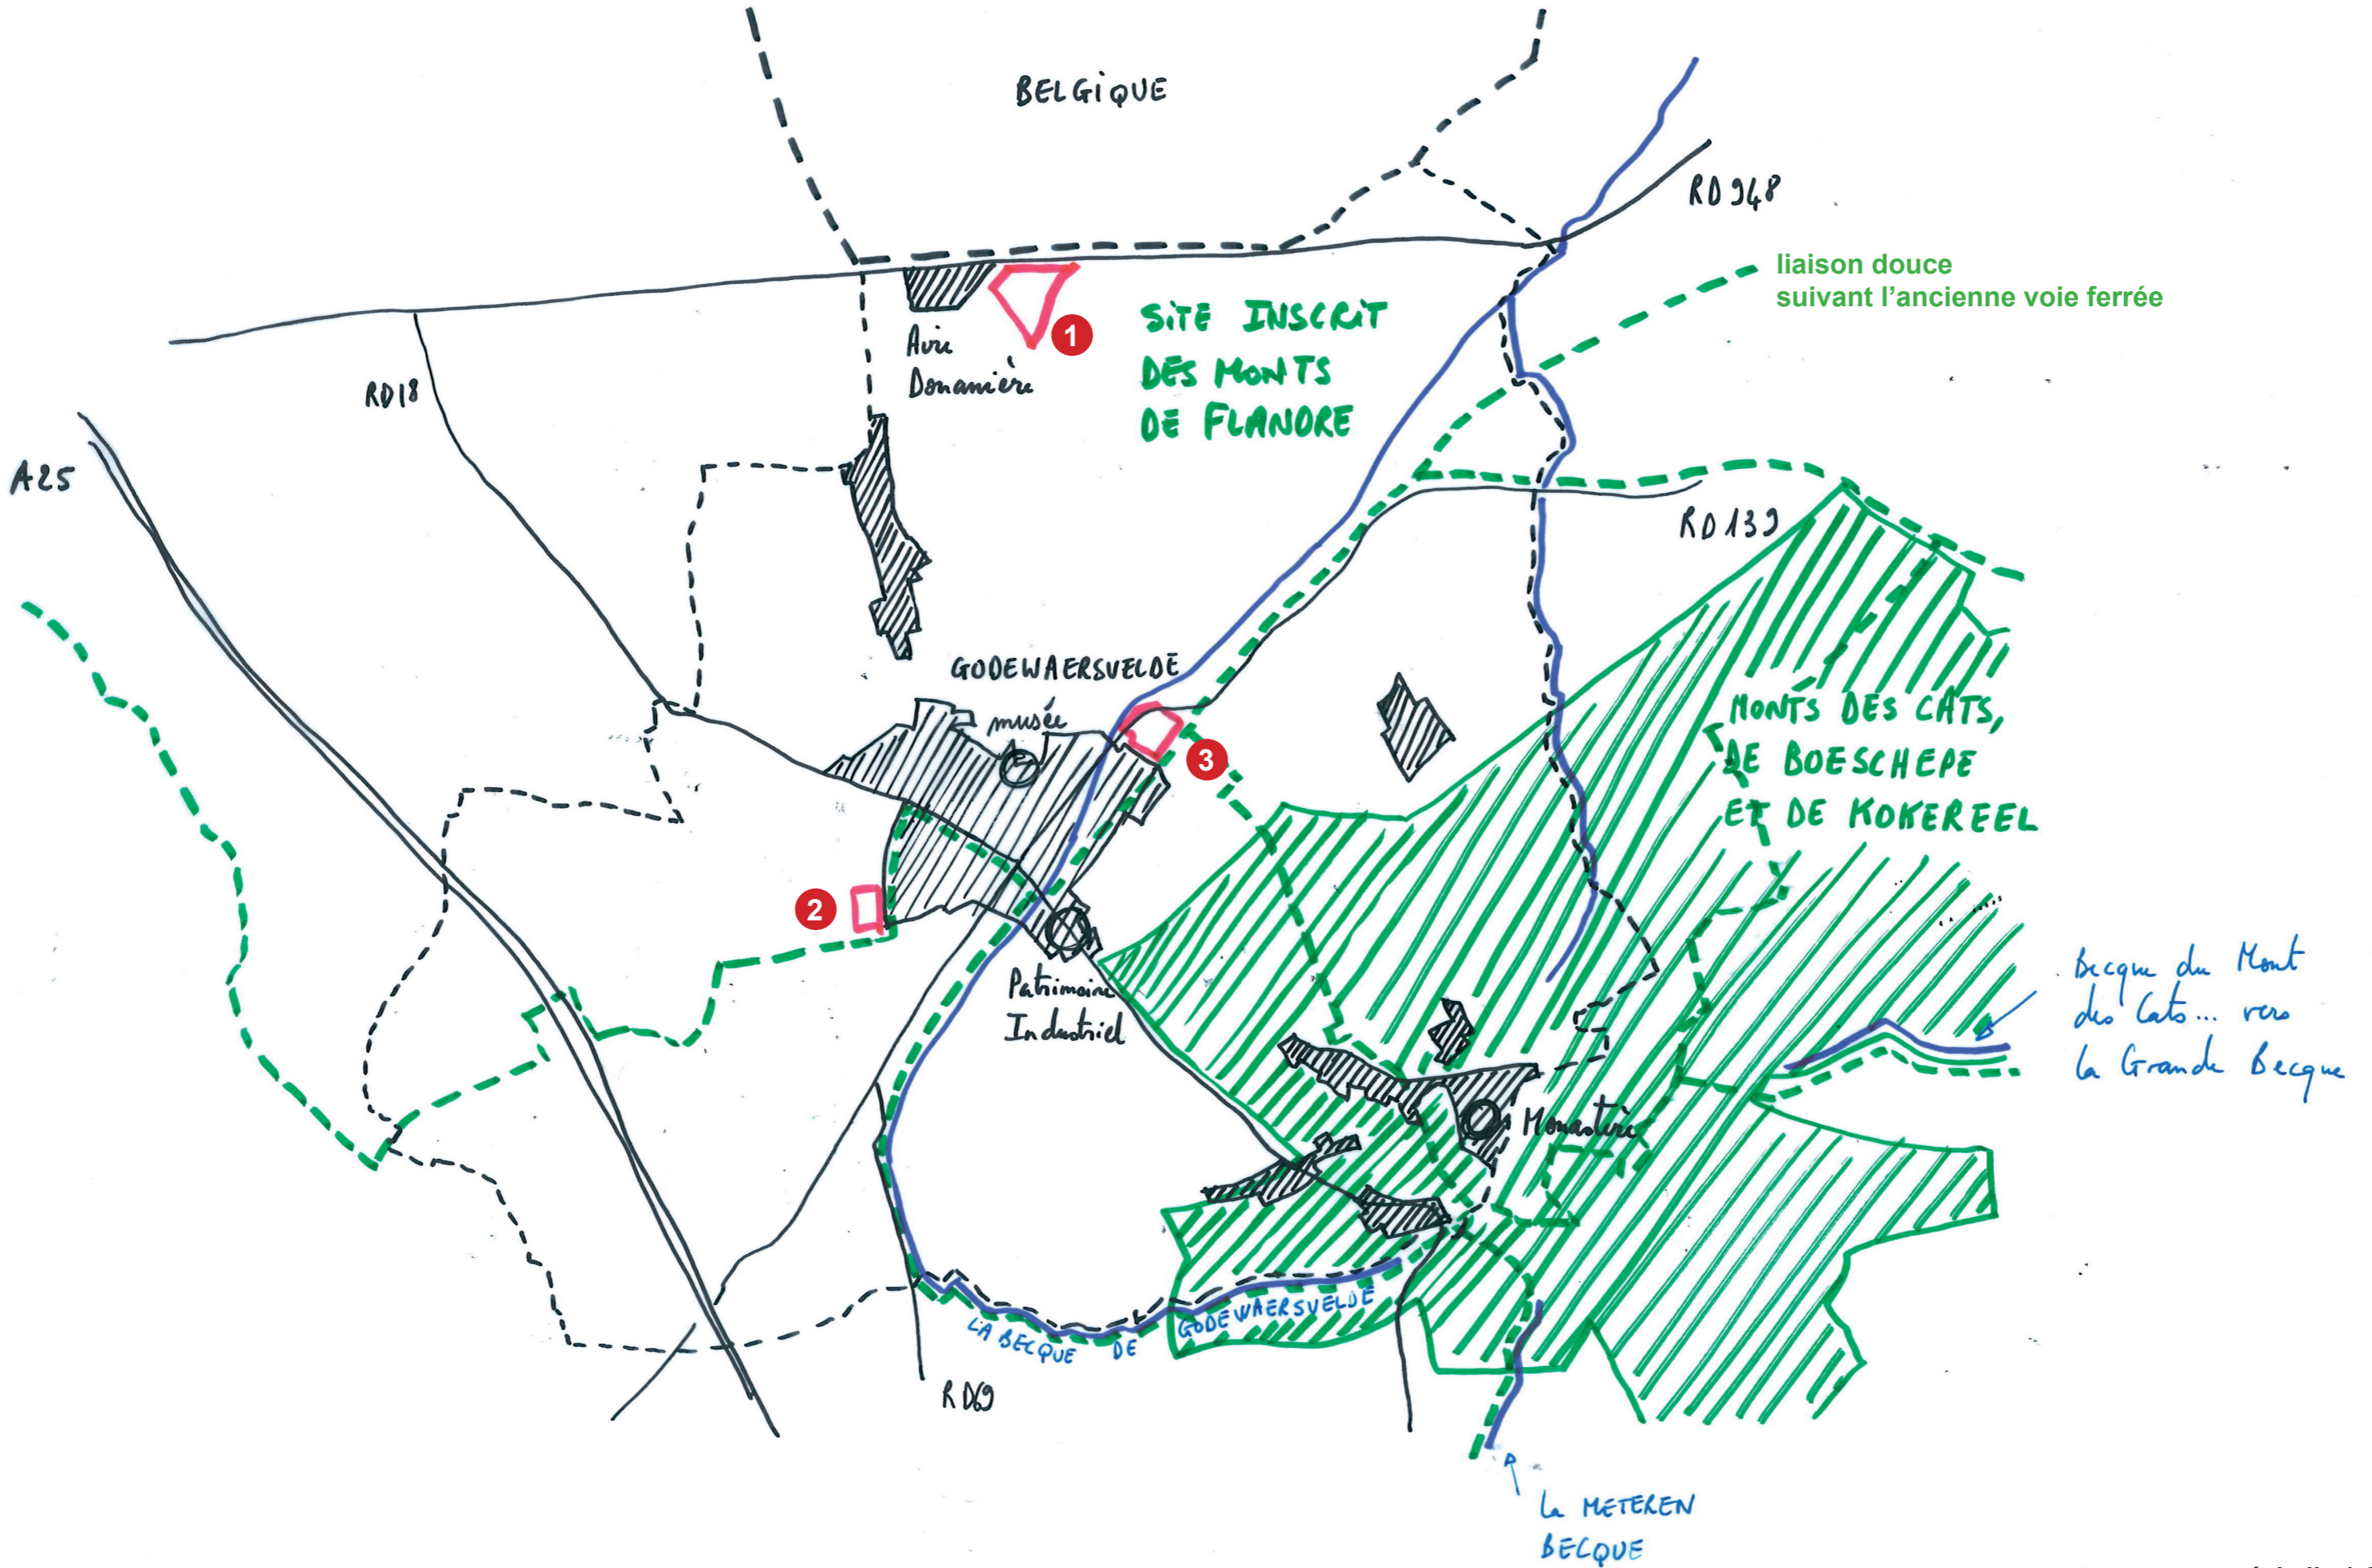 BELGIQUE
RD 948
liaison douce
suivant l'ancienne voie ferrée
1
SITE INSCRIT
DES MONTS
DE FLANDRE
Aire
Douanière
RD18
A25
RD 139
GODEWAERSVELDE
musée
3
MONTS DES CATS,
DE BOESCHEPE
ET DE KOKEREEL
2
Patrimoine
Industriel
Becque du Mont
des Cats... vers
la Grande Becque
Monastère
LA BECQUE DE GODEWAERSVELDE
RD69
la METEREN
BECQUE